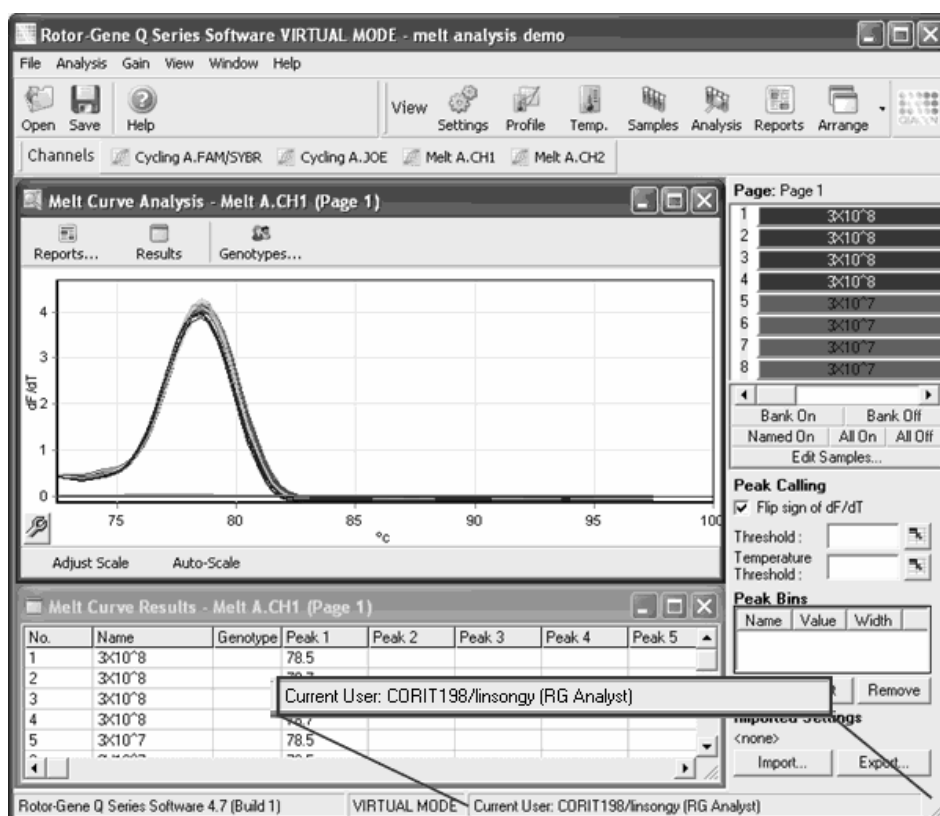 Rotor-Gene Q Series Software VIRTUAL MODE - melt analysis demo
File Analysis Gain View Window Help
Open Save Help View Settings Profile Temp. Samples Analysis Reports Arrange
Channels Cycling A.FAM/SYBR Cycling A.JOE Melt A.CH1 Melt A.CH2
Melt Curve Analysis - Melt A.CH1 (Page 1)
Reports... Results Genotypes...
4
3
2
1
0
dF/dT
75 80 85 90 95 100
°c
Adjust Scale Auto-Scale
Page: Page 1
1 3X10^8
2 3X10^8
3 3X10^8
4 3X10^8
5 3X10^7
6 3X10^7
7 3X10^7
8 3X10^7
Bank On Bank Off
Named On All On All Off
Edit Samples...
Peak Calling
Flip sign of dF/dT
Threshold :
Temperature
Threshold :
Peak Bins
Name Value Width
Remove
Imported Settings
<none>
Import... Export...
Melt Curve Results - Melt A.CH1 (Page 1)
No. Name Genotype Peak 1 Peak 2 Peak 3 Peak 4 Peak 5
1 3X10^8 78.5
2 3X10^8
3 3X10^8
4 3X10^8
5 3X10^7 78.5
Current User: CORIT198/linsongy (RG Analyst)
Rotor-Gene Q Series Software 4.7 (Build 1) VIRTUAL MODE Current User: CORIT198/linsongy (RG Analyst)